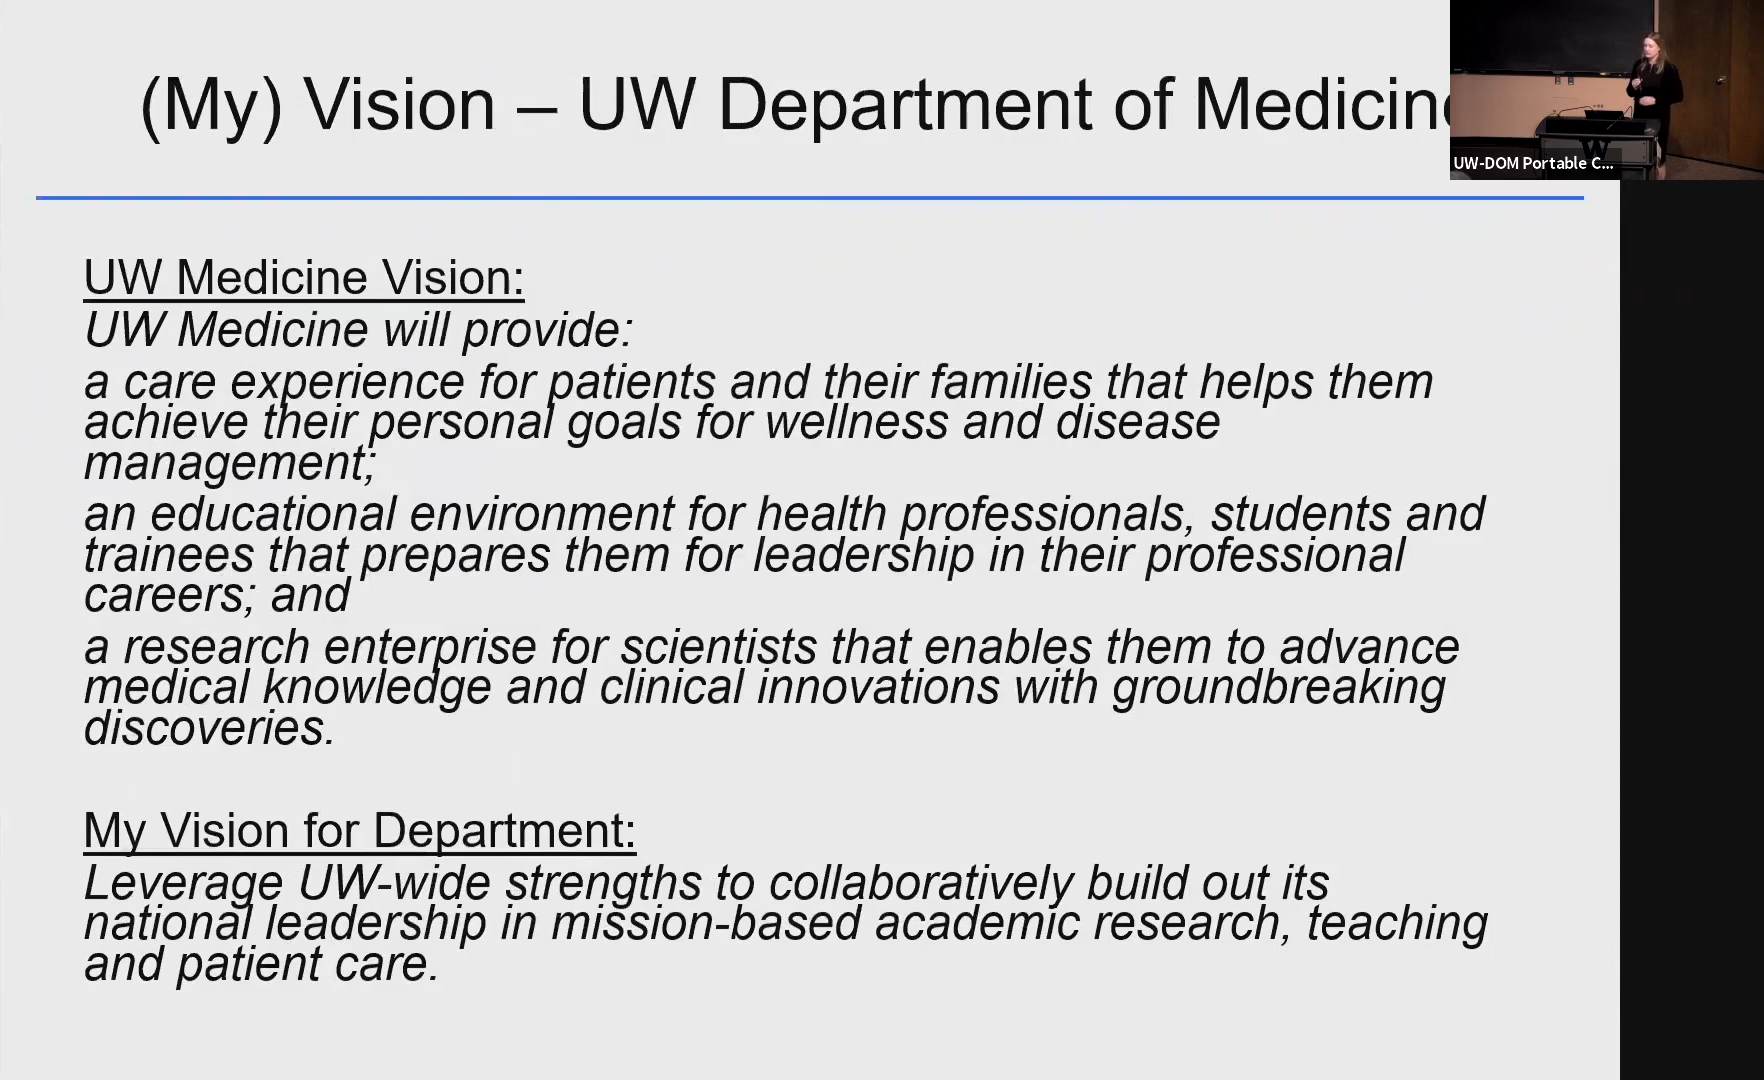 (My) Vision – UW Department of Medicine
UW-DOM Portable C...
UW Medicine Vision:
UW Medicine will provide:
a care experience for patients and their families that helps them
achieve their personal goals for wellness and disease
management;
an educational environment for health professionals, students and
trainees that prepares them for leadership in their professional
careers; and
a research enterprise for scientists that enables them to advance
medical knowledge and clinical innovations with groundbreaking
discoveries.
My Vision for Department:
Leverage UW-wide strengths to collaboratively build out its
national leadership in mission-based academic research, teaching
and patient care.